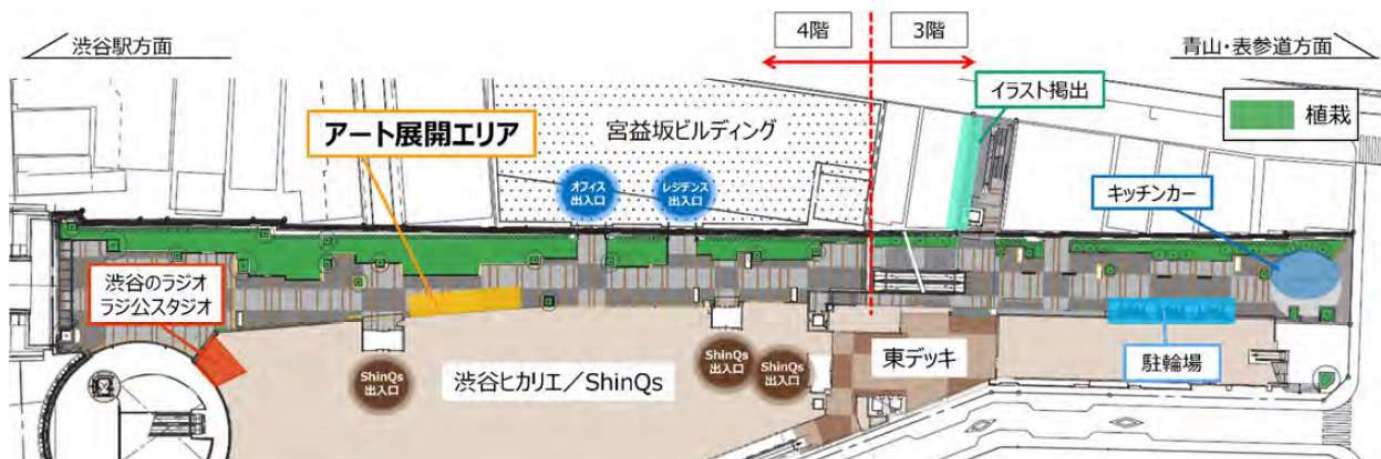 4階
3階
渋谷駅方面
青山・表参道方面
イラスト掲出
植栽
アート展開エリア
宮益坂ビルディング
オフィス
出入口
レジデンス
出入口
キッチンカー
渋谷のラジオ
ラジ公スタジオ
ShinQs
出入口
渋谷ヒカリエ／ShinQs
ShinQs
出入口
ShinQs
出入口
東デッキ
駐輪場